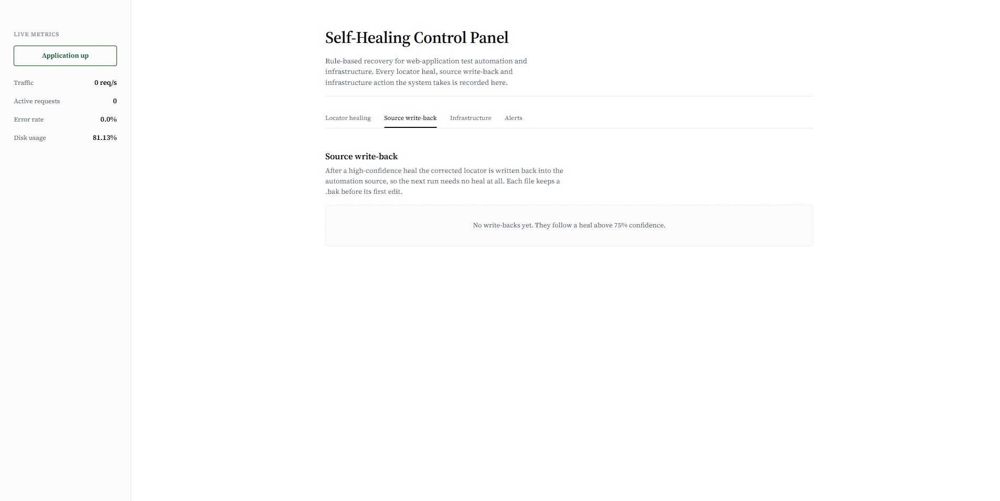 LIVE METRICS
Application up
Traffic 0 req/s
Active requests 0
Error rate 0.0%
Disk usage 81.13%
Self-Healing Control Panel
Rule-based recovery for web-application test automation and
infrastructure. Every locator heal, source write-back and
infrastructure action the system takes is recorded here.
Locator healing Source write-back Infrastructure Alerts
Source write-back
After a high-confidence heal the corrected locator is written back into the
automation source, so the next run needs no heal at all. Each file keeps a
.bak before its first edit.
No write-backs yet. They follow a heal above 75% confidence.